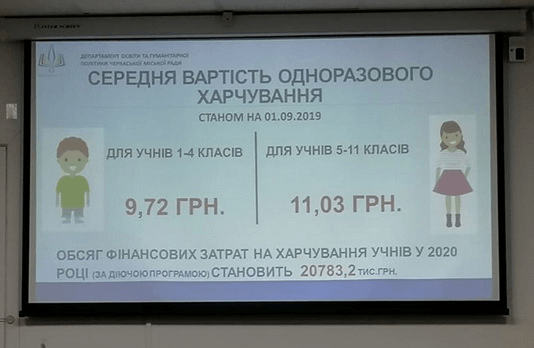 ДЕПАРТАМЕНТ ОСВІТИ ТА ГУМАНІТАРНОЇ
ПОЛІТИКИ ЧЕРКАСЬКОЇ МІСЬКОЇ РАДИ
СЕРЕДНЯ ВАРТІСТЬ ОДНОРАЗОВОГО
ХАРЧУВАННЯ
СТАНОМ НА 01.09.2019
ДЛЯ УЧНІВ 1-4 КЛАСІВ
9,72 ГРН.
ДЛЯ УЧНІВ 5-11 КЛАСІВ
11,03 ГРН.
ОБСЯГ ФІНАНСОВИХ ЗАТРАТ НА ХАРЧУВАННЯ УЧНІВ У 2020
РОЦІ (ЗА ДІЮЧОЮ ПРОГРАМОЮ) СТАНОВИТЬ 20783,2 ТИС.ГРН.